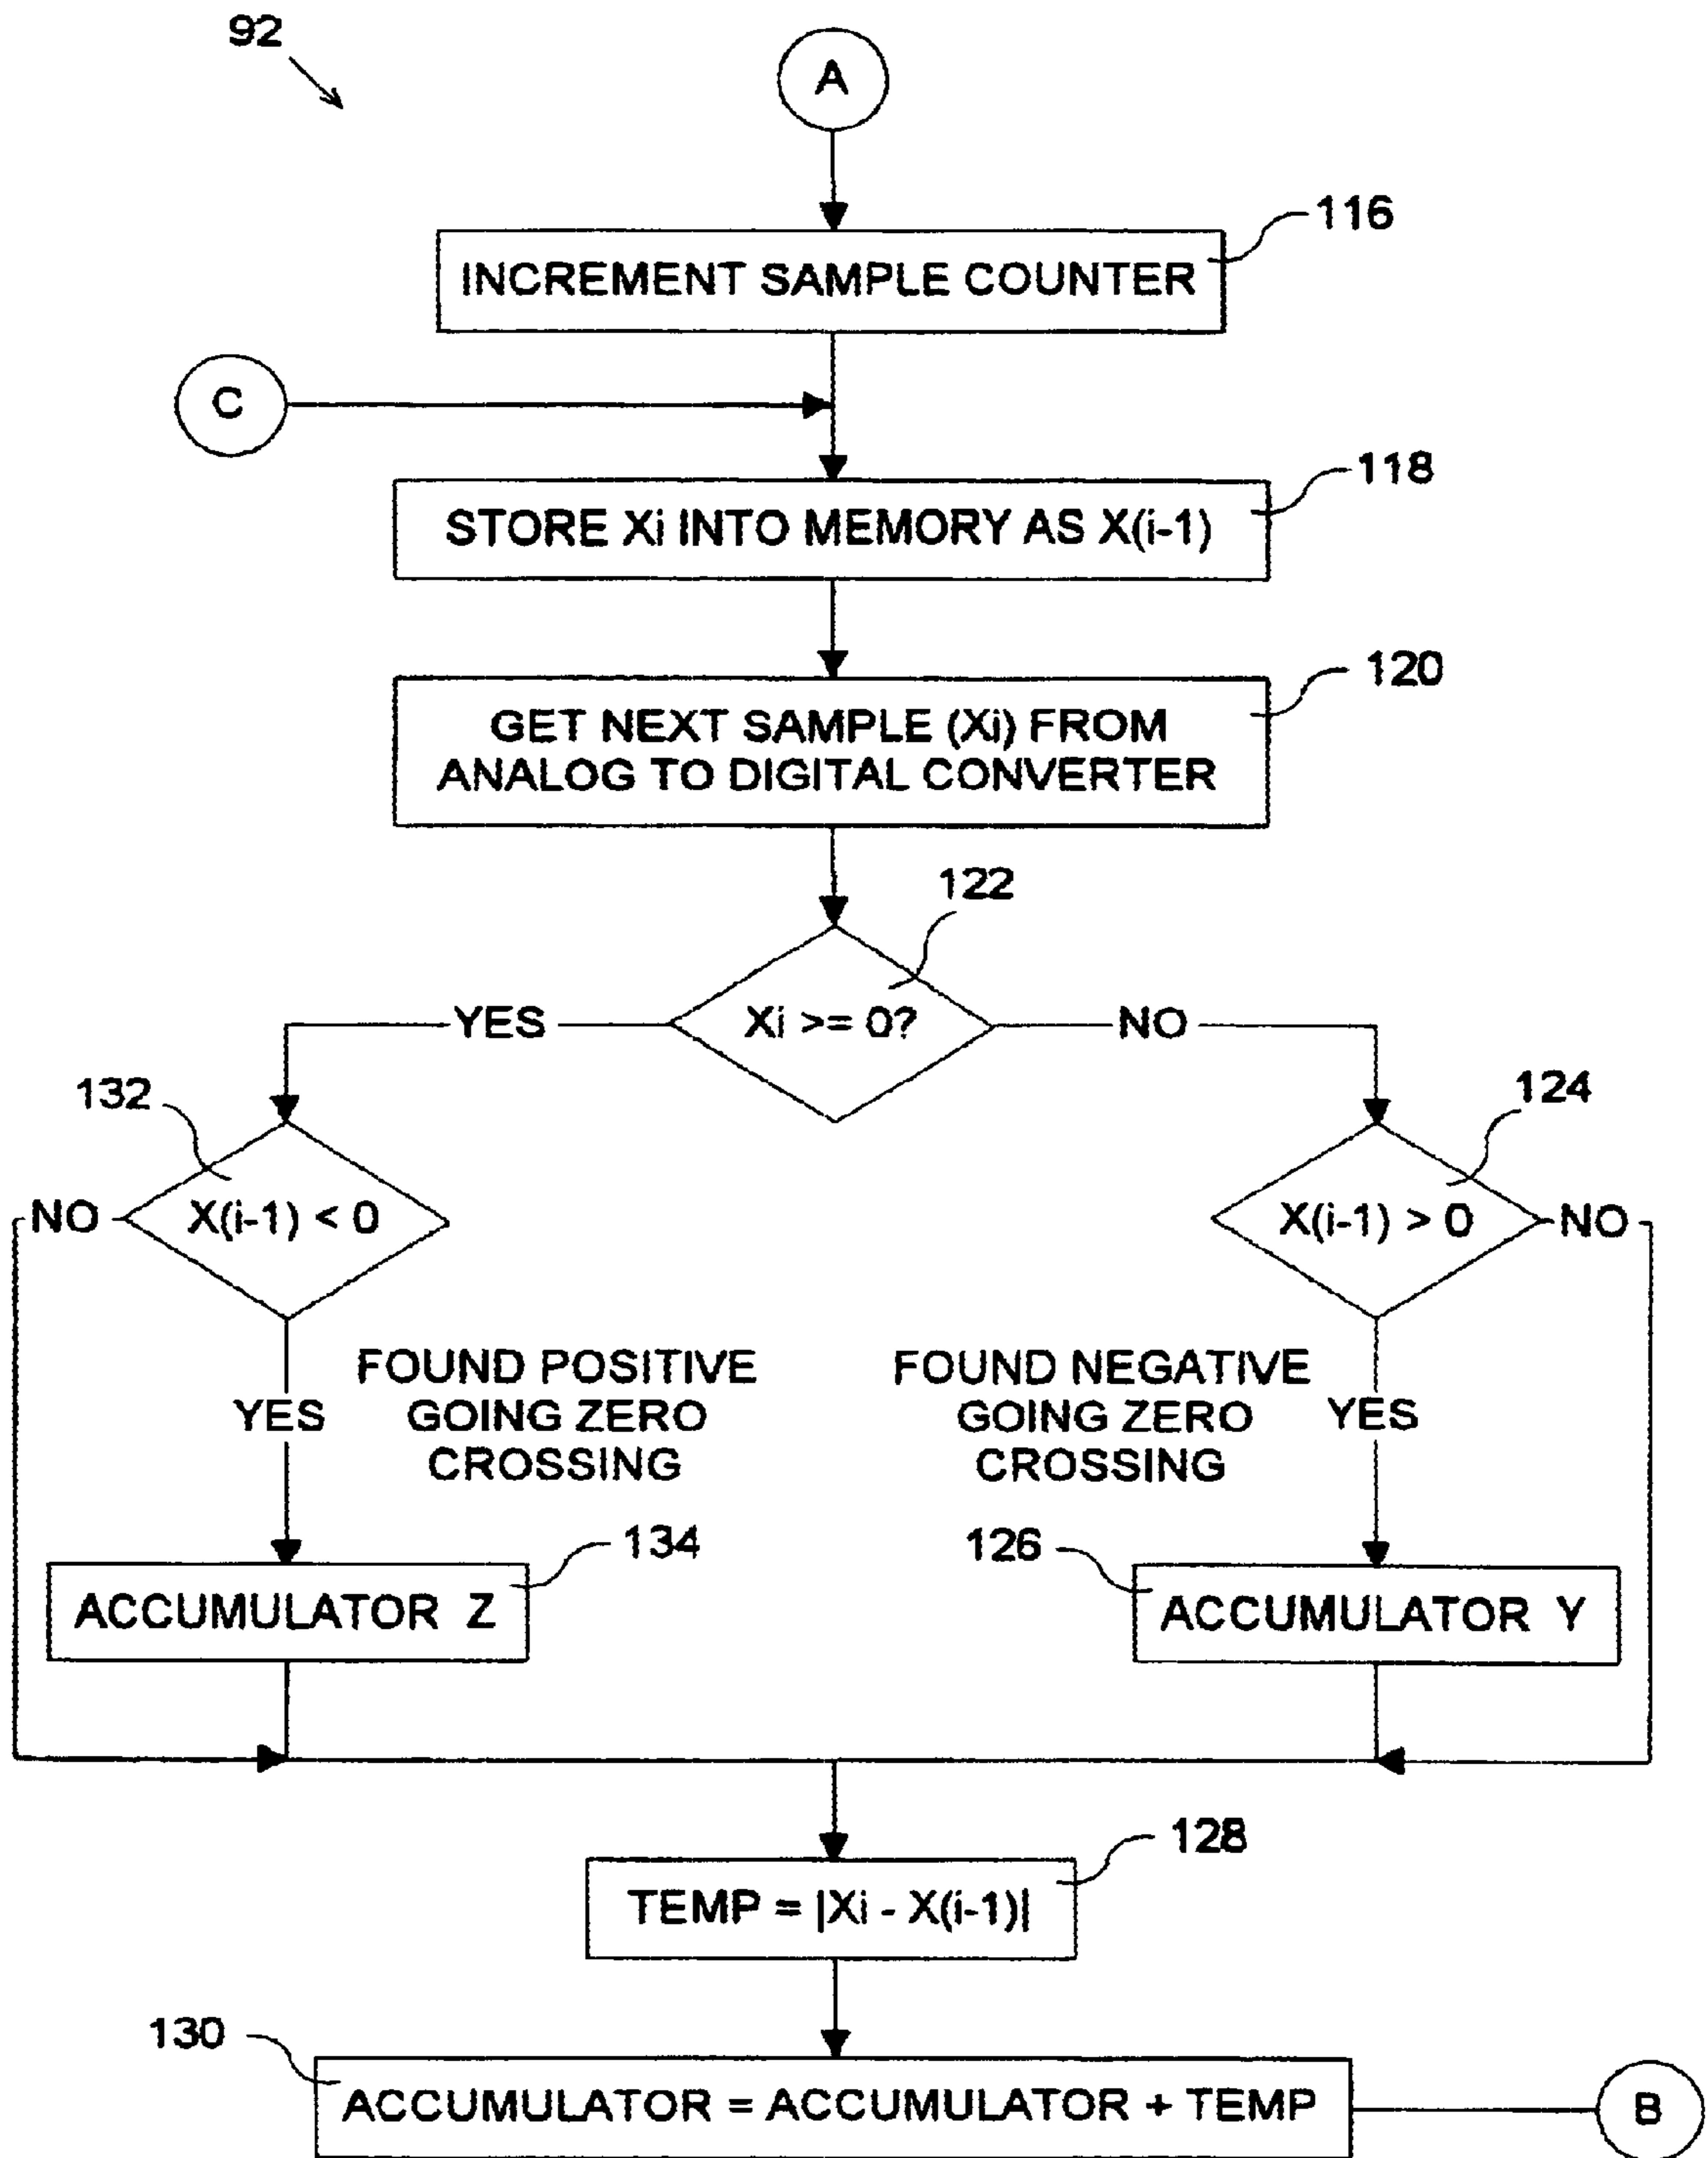 92
A
116
INCREMENT SAMPLE COUNTER
C
118
STORE Xi INTO MEMORY AS X(i-1)
120
GET NEXT SAMPLE (Xi) FROM
ANALOG TO DIGITAL CONVERTER
122
Xi >= 0?
YES
NO
132
124
NO
X(i-1) < 0
X(i-1) > 0
NO
FOUND POSITIVE
GOING ZERO
CROSSING
YES
FOUND NEGATIVE
GOING ZERO
CROSSING
YES
134
126
ACCUMULATOR Z
ACCUMULATOR Y
128
TEMP = |Xi - X(i-1)|
130
ACCUMULATOR = ACCUMULATOR + TEMP
B